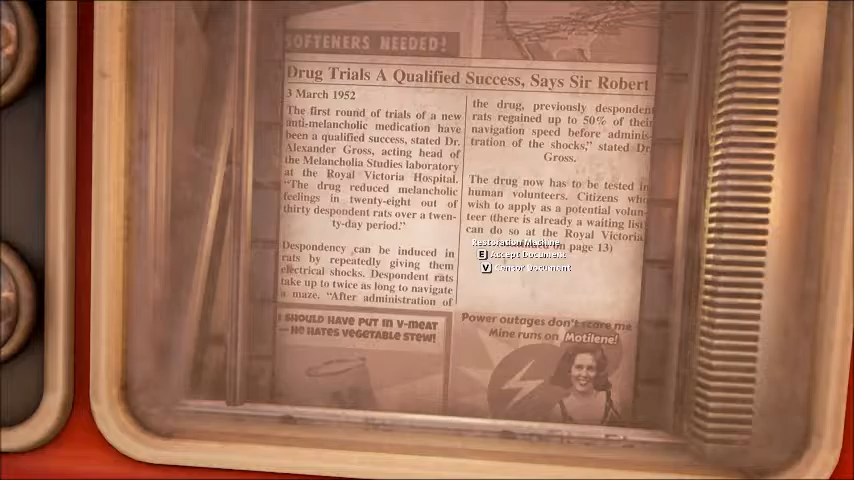 SOFTENERS NEEDED!
Drug Trials A Qualified Success, Says Sir Robert
3 March 1952
The first round of trials of a new
anti-melancholic medication have
been a qualified success, stated Dr.
Alexander Gross, acting head of
the Melancholia Studies laboratory
at the Royal Victoria Hospital.
"The drug reduced melancholic
feelings in twenty-eight out of
thirty despondent rats over a twen-
ty-day period."
Despondency can be induced in
rats by repeatedly giving them
electrical shocks. Despondent rats
take up to twice as long to navigate
a maze. "After administration of
the drug, previously despondent
rats regained up to 50% of their
navigation speed before adminis-
tration of the shocks," stated Dr.
Gross.
The drug now has to be tested in
human volunteers. Citizens who
wish to apply as a potential volun-
teer (there is already a waiting list)
can do so at the Royal Victoria
on page 13)
Restoration Machine
E Accept Document
V Censor Document
I SHOULD HAVE PUT IN V-MEAT
— HE HATES VEGETABLE STEW!
Power outages don't scare me
Mine runs on Motilene!